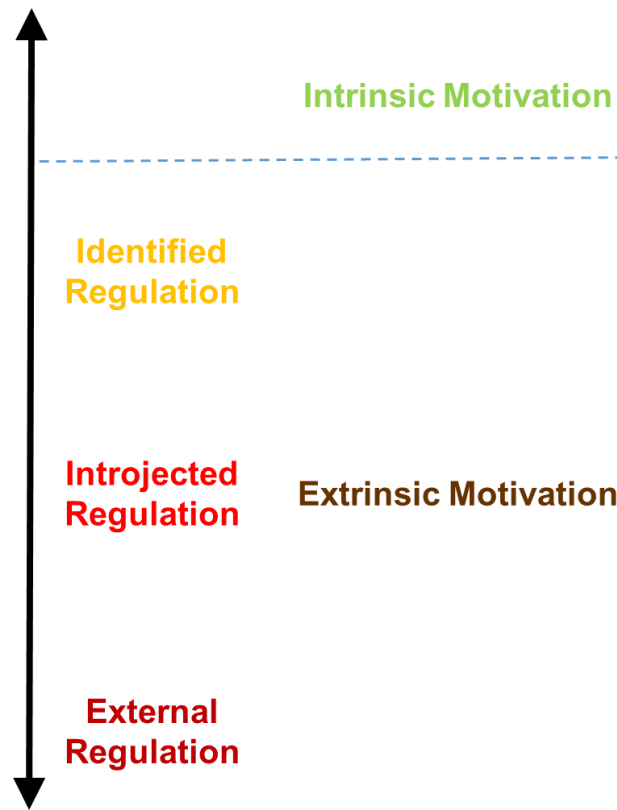 Intrinsic Motivation
Identified
Regulation
Introjected
Regulation
Extrinsic Motivation
External
Regulation